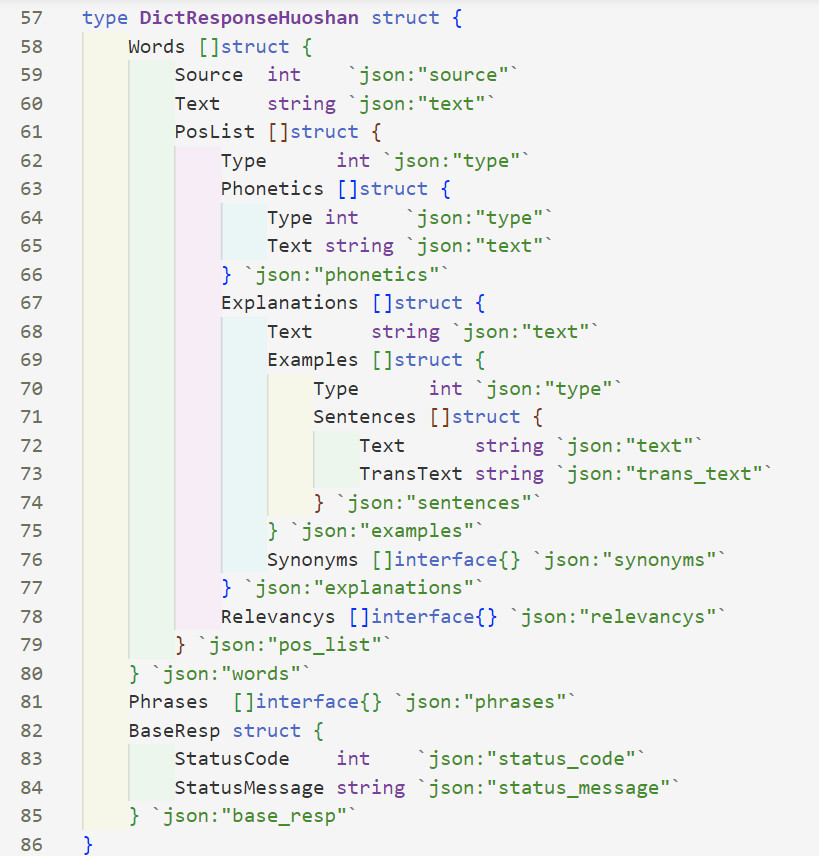 57 type DictResponseHuoshan struct {
58     Words []struct {
59         Source  int    `json:"source"`
60         Text    string `json:"text"`
61         PosList []struct {
62             Type      int `json:"type"`
63             Phonetics []struct {
64                 Type int    `json:"type"`
65                 Text string `json:"text"`
66             } `json:"phonetics"`
67             Explanations []struct {
68                 Text     string `json:"text"`
69                 Examples []struct {
70                     Type      int `json:"type"`
71                     Sentences []struct {
72                         Text      string `json:"text"`
73                         TransText string `json:"trans_text"`
74                     } `json:"sentences"`
75                 } `json:"examples"`
76                 Synonyms []interface{} `json:"synonyms"`
77             } `json:"explanations"`
78             Relevancys []interface{} `json:"relevancys"`
79         } `json:"pos_list"`
80     } `json:"words"`
81     Phrases  []interface{} `json:"phrases"`
82     BaseResp struct {
83         StatusCode    int    `json:"status_code"`
84         StatusMessage string `json:"status_message"`
85     } `json:"base_resp"`
86 }